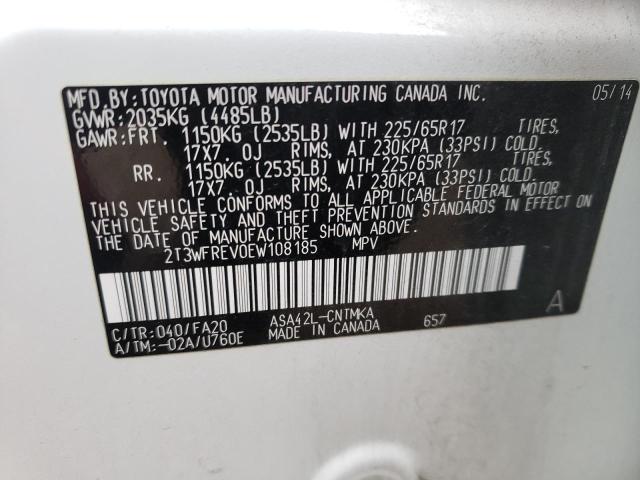 MFD.BY:TOYOTA MOTOR MANUFACTURING CANADA INC. 05/14
GVWR:2035KG (4485LB)
GAWR:FRT. 1150KG (2535LB) WITH 225/65R17 TIRES,
17X7.0J RIMS, AT 230KPA (33PSI) COLD.
RR. 1150KG (2535LB) WITH 225/65R17 TIRES,
17X7.0J RIMS, AT 230KPA (33PSI) COLD.
THIS VEHICLE CONFORMS TO ALL APPLICABLE FEDERAL MOTOR
VEHICLE SAFETY AND THEFT PREVENTION STANDARDS IN EFFECT ON
THE DATE OF MANUFACTURE SHOWN ABOVE.
2T3WFREV0EW108185 MPV
A
C/TR:040/FA20 ASA42L-CNTMKA 657
A/TM:-02A/U760E MADE IN CANADA